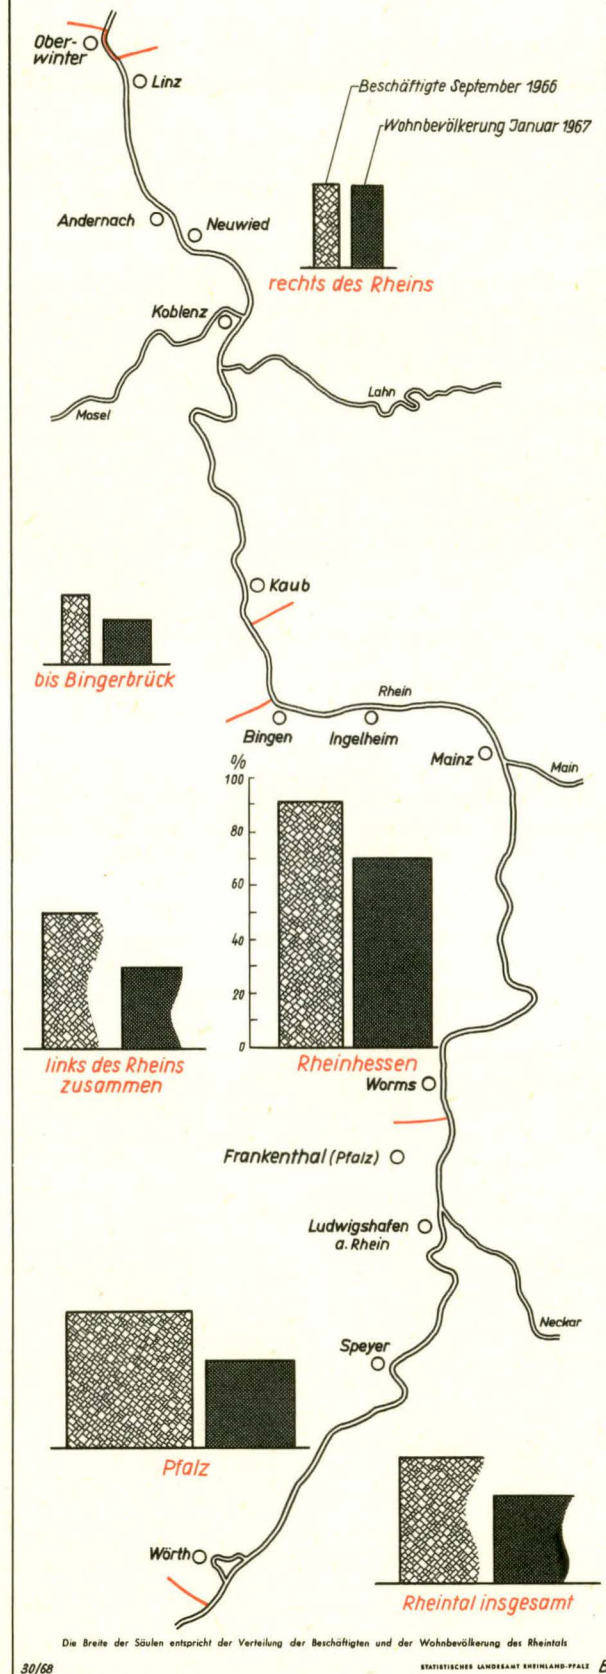 Ober-
winter
Linz
Beschäftigte September 1966
Wohnbevölkerung Januar 1967
Andernach
Neuwied
rechts des Rheins
Koblenz
Lahn
Mosel
Kaub
bis Bingerbrück
Rhein
Bingen
Ingelheim
Mainz
Main
%
100
80
60
40
20
0
links des Rheins
zusammen
Rheinhessen
Worms
Frankenthal (Pfalz)
Ludwigshafen
a. Rhein
Neckar
Speyer
Pfalz
Wörth
Rheintal insgesamt
Die Breite der Säulen entspricht der Verteilung der Beschäftigten und der Wohnbevölkerung des Rheintals
30/68
STATISTISCHES LANDESAMT RHEINLAND-PFALZ